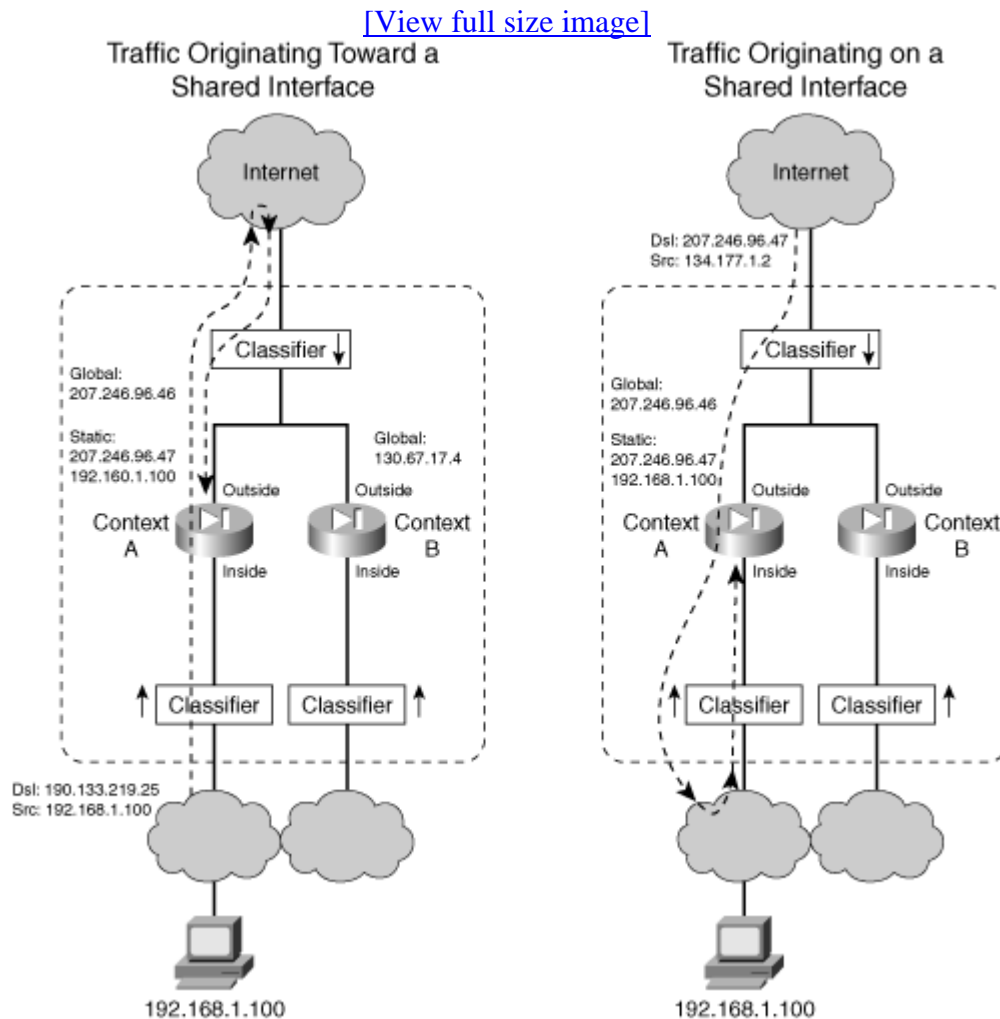 [View full size image]
Traffic Originating Toward a
Shared Interface
Internet
Classifier
Global:
207.246.96.46
Static:
207.246.96.47
192.160.1.100
Global:
130.67.17.4
Outside
Outside
Context
A
Context
B
Inside
Inside
Classifier
Classifier
Dsl: 190.133.219.25
Src: 192.168.1.100
192.168.1.100
Traffic Originating on a
Shared Interface
Internet
Dsl: 207.246.96.47
Src: 134.177.1.2
Classifier
Global:
207.246.96.46
Static:
207.246.96.47
192.168.1.100
Outside
Outside
Context
A
Context
B
Inside
Inside
Classifier
Classifier
192.168.1.100